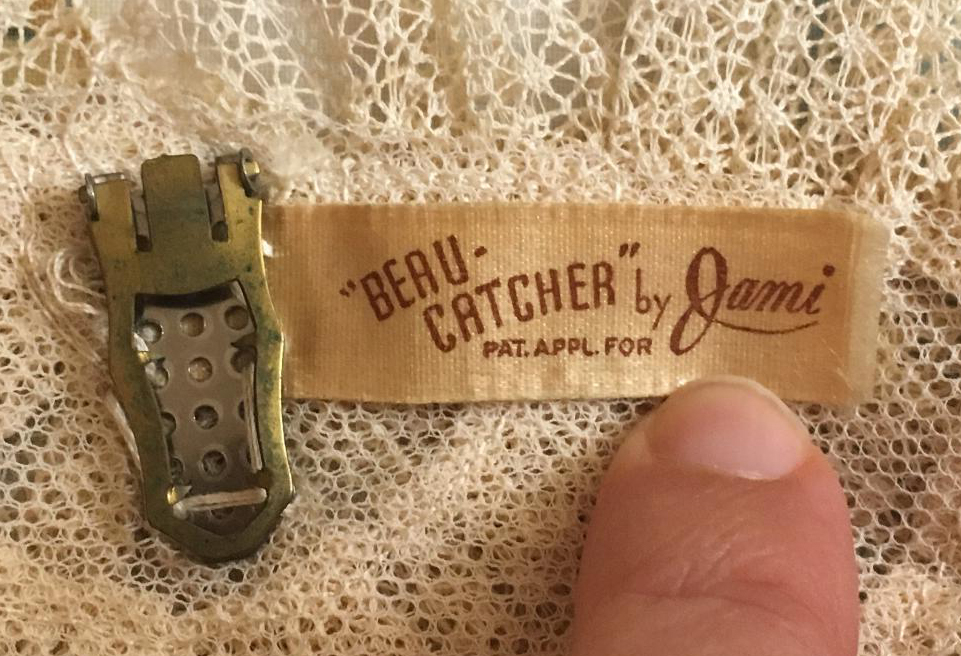 "BEAU-
CATCHER" by Jami
PAT. APPL. FOR